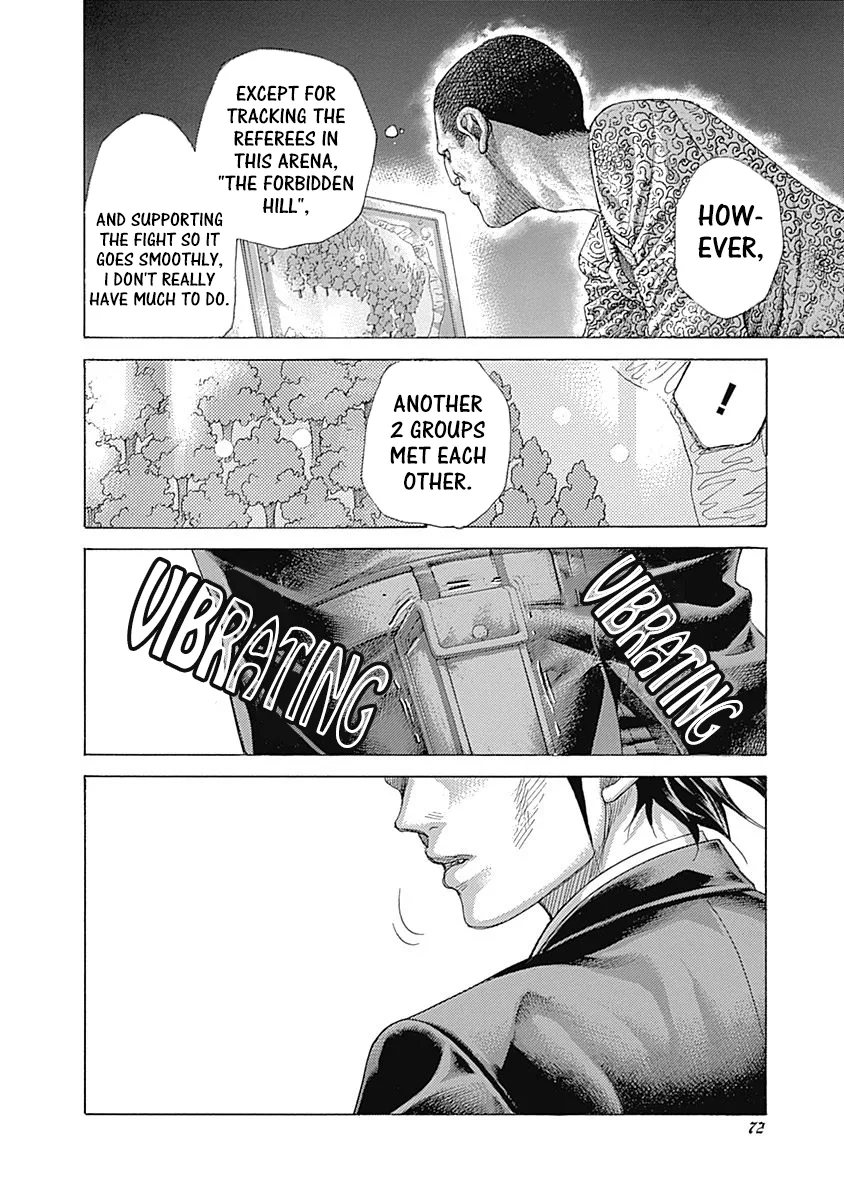 HOW-
EVER,
EXCEPT FOR
TRACKING THE
REFEREES IN
THIS ARENA,
"THE FORBIDDEN
HILL",
AND SUPPORTING
THE FIGHT SO IT
GOES SMOOTHLY,
I DON'T REALLY
HAVE MUCH TO DO.
!
ANOTHER
2 GROUPS
MET EACH
OTHER.
VIBRATING
VIBRATING
72